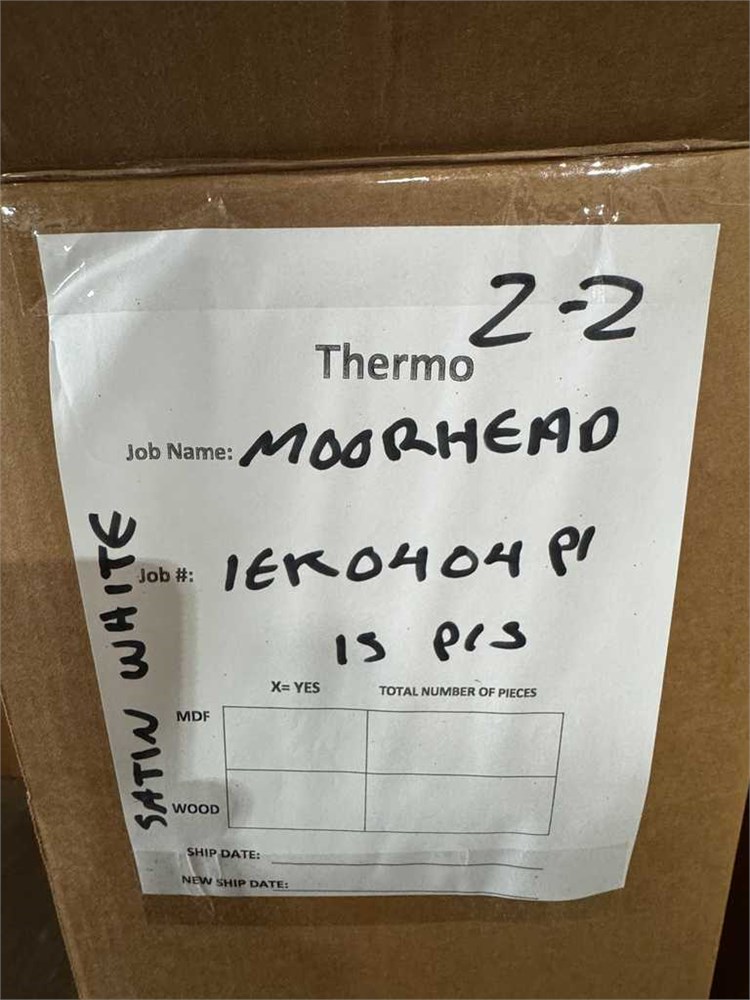 2-2
Thermo
Job Name: MOORHEAD
Job #: 1EK0404 P1
15 PCS
SATIN WHITE
X= YES TOTAL NUMBER OF PIECES
MDF
WOOD
SHIP DATE:
NEW SHIP DATE: